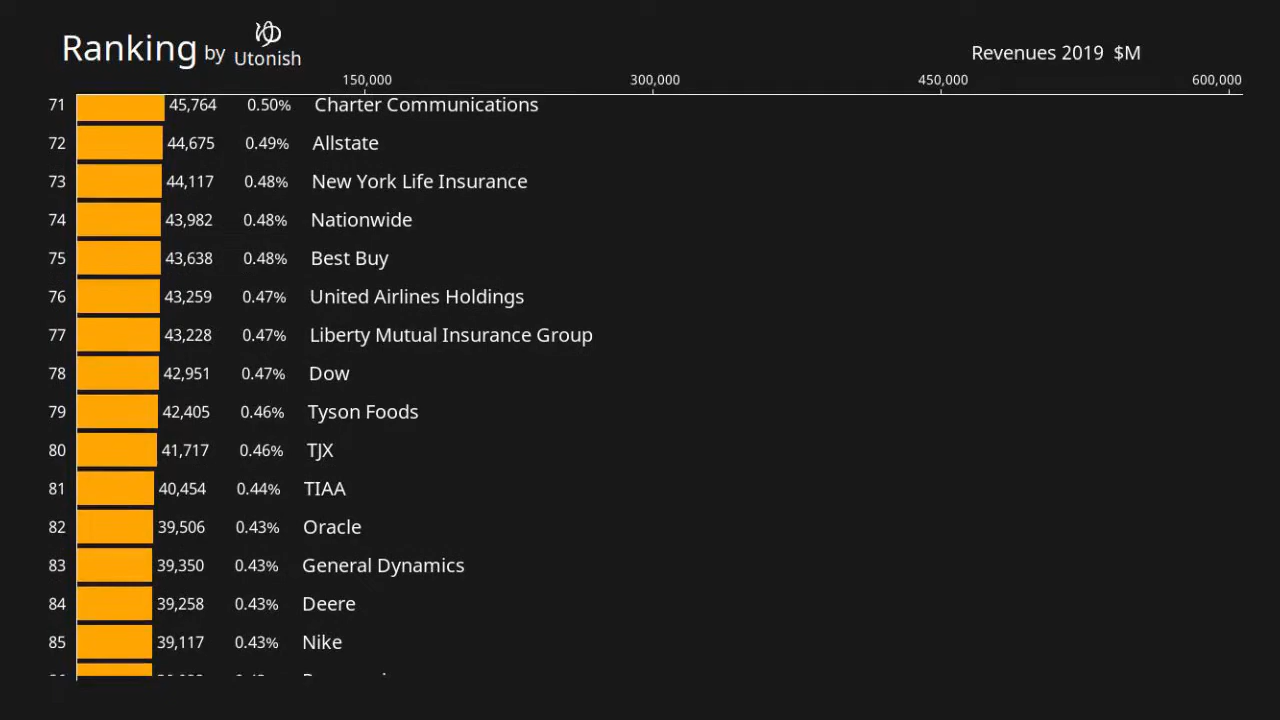 Ranking by Utonish
Revenues 2019 $M
150,000 300,000 450,000 600,000
71 45,764 0.50% Charter Communications
72 44,675 0.49% Allstate
73 44,117 0.48% New York Life Insurance
74 43,982 0.48% Nationwide
75 43,638 0.48% Best Buy
76 43,259 0.47% United Airlines Holdings
77 43,228 0.47% Liberty Mutual Insurance Group
78 42,951 0.47% Dow
79 42,405 0.46% Tyson Foods
80 41,717 0.46% TJX
81 40,454 0.44% TIAA
82 39,506 0.43% Oracle
83 39,350 0.43% General Dynamics
84 39,258 0.43% Deere
85 39,117 0.43% Nike